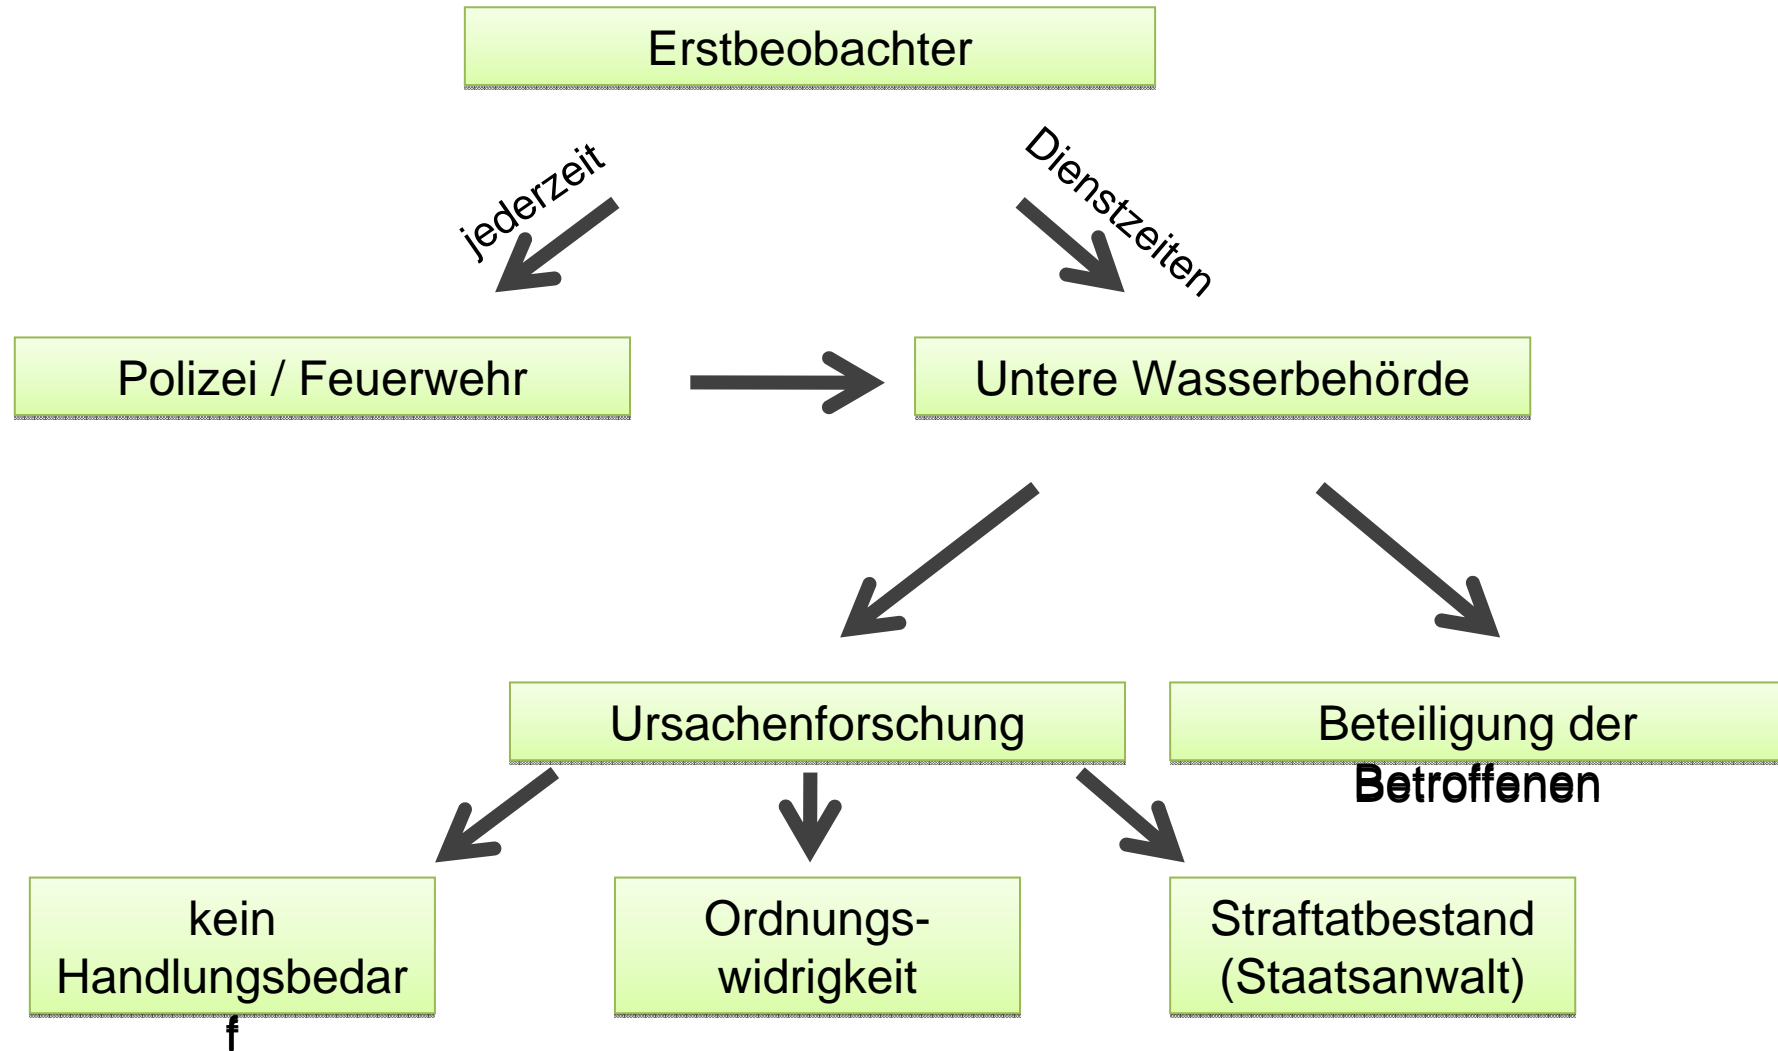 Erstbeobachter
jederzeit
Dienstzeiten
Polizei / Feuerwehr
Untere Wasserbehörde
Ursachenforschung
Beteiligung der
Betroffenen
kein
Handlungsbedar
f
Ordnungs-
widrigkeit
Straftatbestand
(Staatsanwalt)